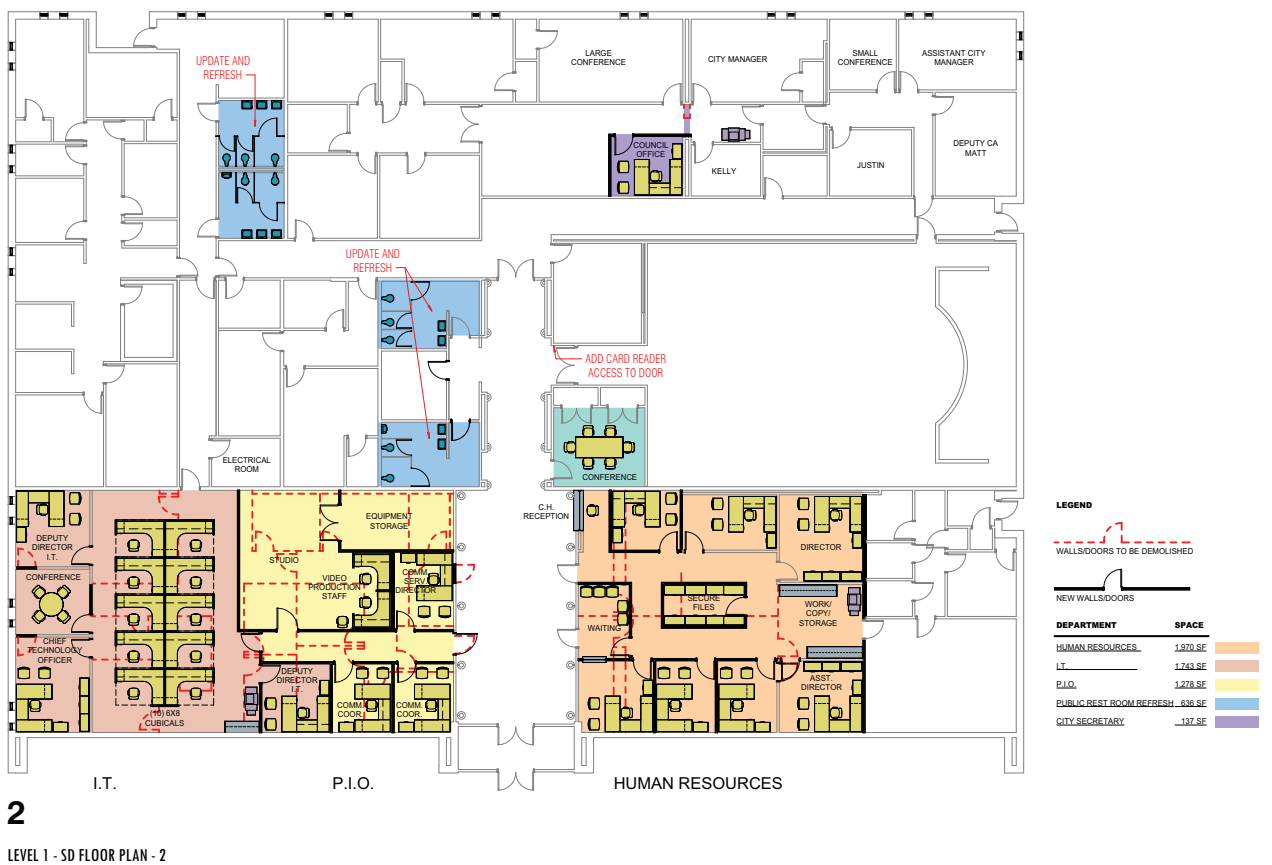 UPDATE AND
REFRESH
LARGE
CONFERENCE
CITY MANAGER
SMALL
CONFERENCE
ASSISTANT CITY
MANAGER
COUNCIL
OFFICE
KELLY
JUSTIN
DEPUTY CA
MATT
UPDATE AND
REFRESH
ADD CARD READER
ACCESS TO DOOR
ELECTRICAL
ROOM
CONFERENCE
C.H.
RECEPTION
DEPUTY
DIRECTOR
I.T.
CONFERENCE
CHIEF
TECHNOLOGY
OFFICER
(10) 6X8
CUBICALS
EQUIPMENT
STORAGE
STUDIO
VIDEO
PRODUCTION
STAFF
COMM.
SERV.
DIRECTOR
DEPUTY
DIRECTOR
I.T.
COMM.
COOR.
COMM.
COOR.
DIRECTOR
SECURE
FILES
WAITING
WORK/
COPY/
STORAGE
ASST.
DIRECTOR
LEGEND
WALLS/DOORS TO BE DEMOLISHED
NEW WALLS/DOORS
DEPARTMENT SPACE
HUMAN RESOURCES 1,970 SF
I.T. 1,743 SF
P.I.O. 1,278 SF
PUBLIC REST ROOM REFRESH 636 SF
CITY SECRETARY 137 SF
I.T.
P.I.O.
HUMAN RESOURCES
2
LEVEL 1 - SD FLOOR PLAN - 2